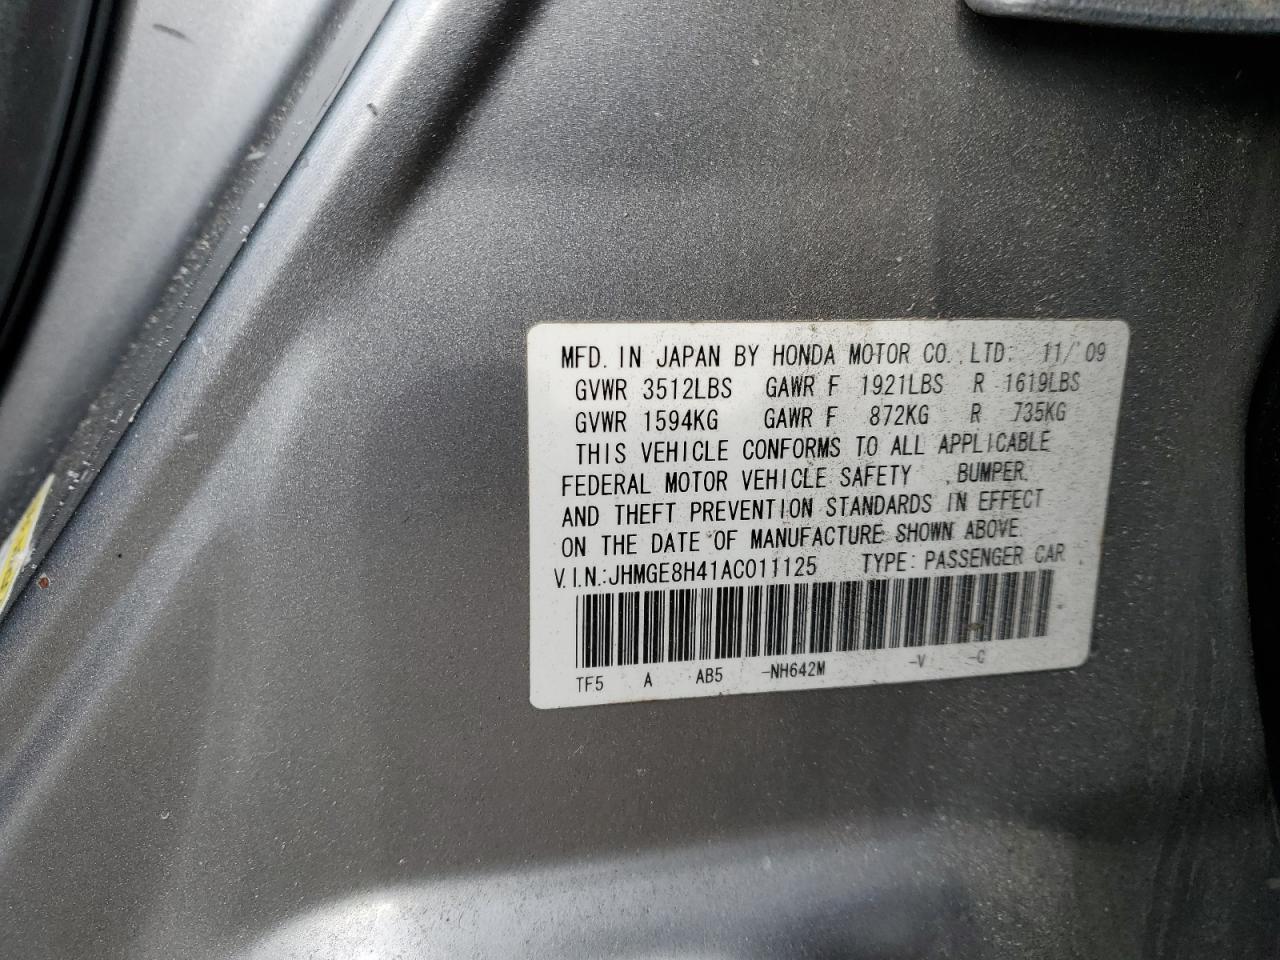 MFD. IN JAPAN BY HONDA MOTOR CO., LTD. 11/'09
GVWR 3512LBS GAWR F 1921LBS R 1619LBS
GVWR 1594KG GAWR F 872KG R 735KG
THIS VEHICLE CONFORMS TO ALL APPLICABLE
FEDERAL MOTOR VEHICLE SAFETY , BUMPER,
AND THEFT PREVENTION STANDARDS IN EFFECT
ON THE DATE OF MANUFACTURE SHOWN ABOVE.
V.I.N.:JHMGE8H41AC011125 TYPE: PASSENGER CAR
TF5 A AB5 -NH642M -V -C